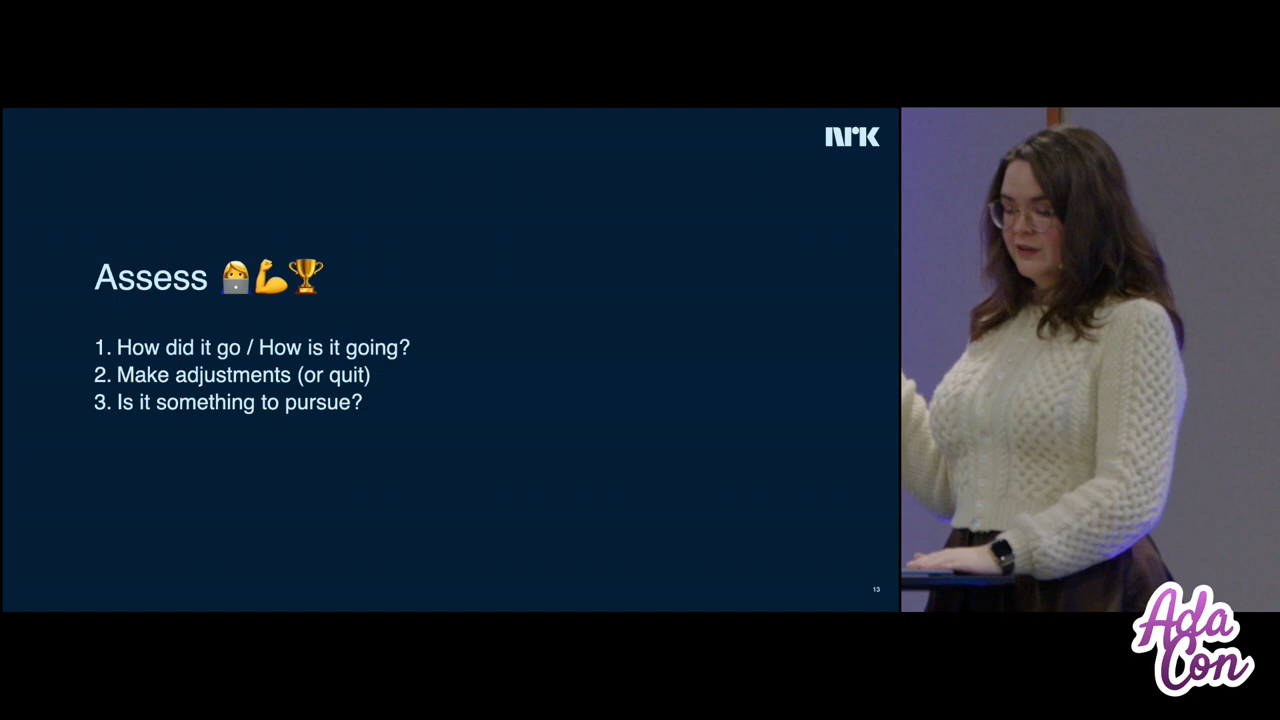 NRK
Assess 👩‍💻💪🏆
1. How did it go / How is it going?
2. Make adjustments (or quit)
3. Is it something to pursue?
13
Ada
Con